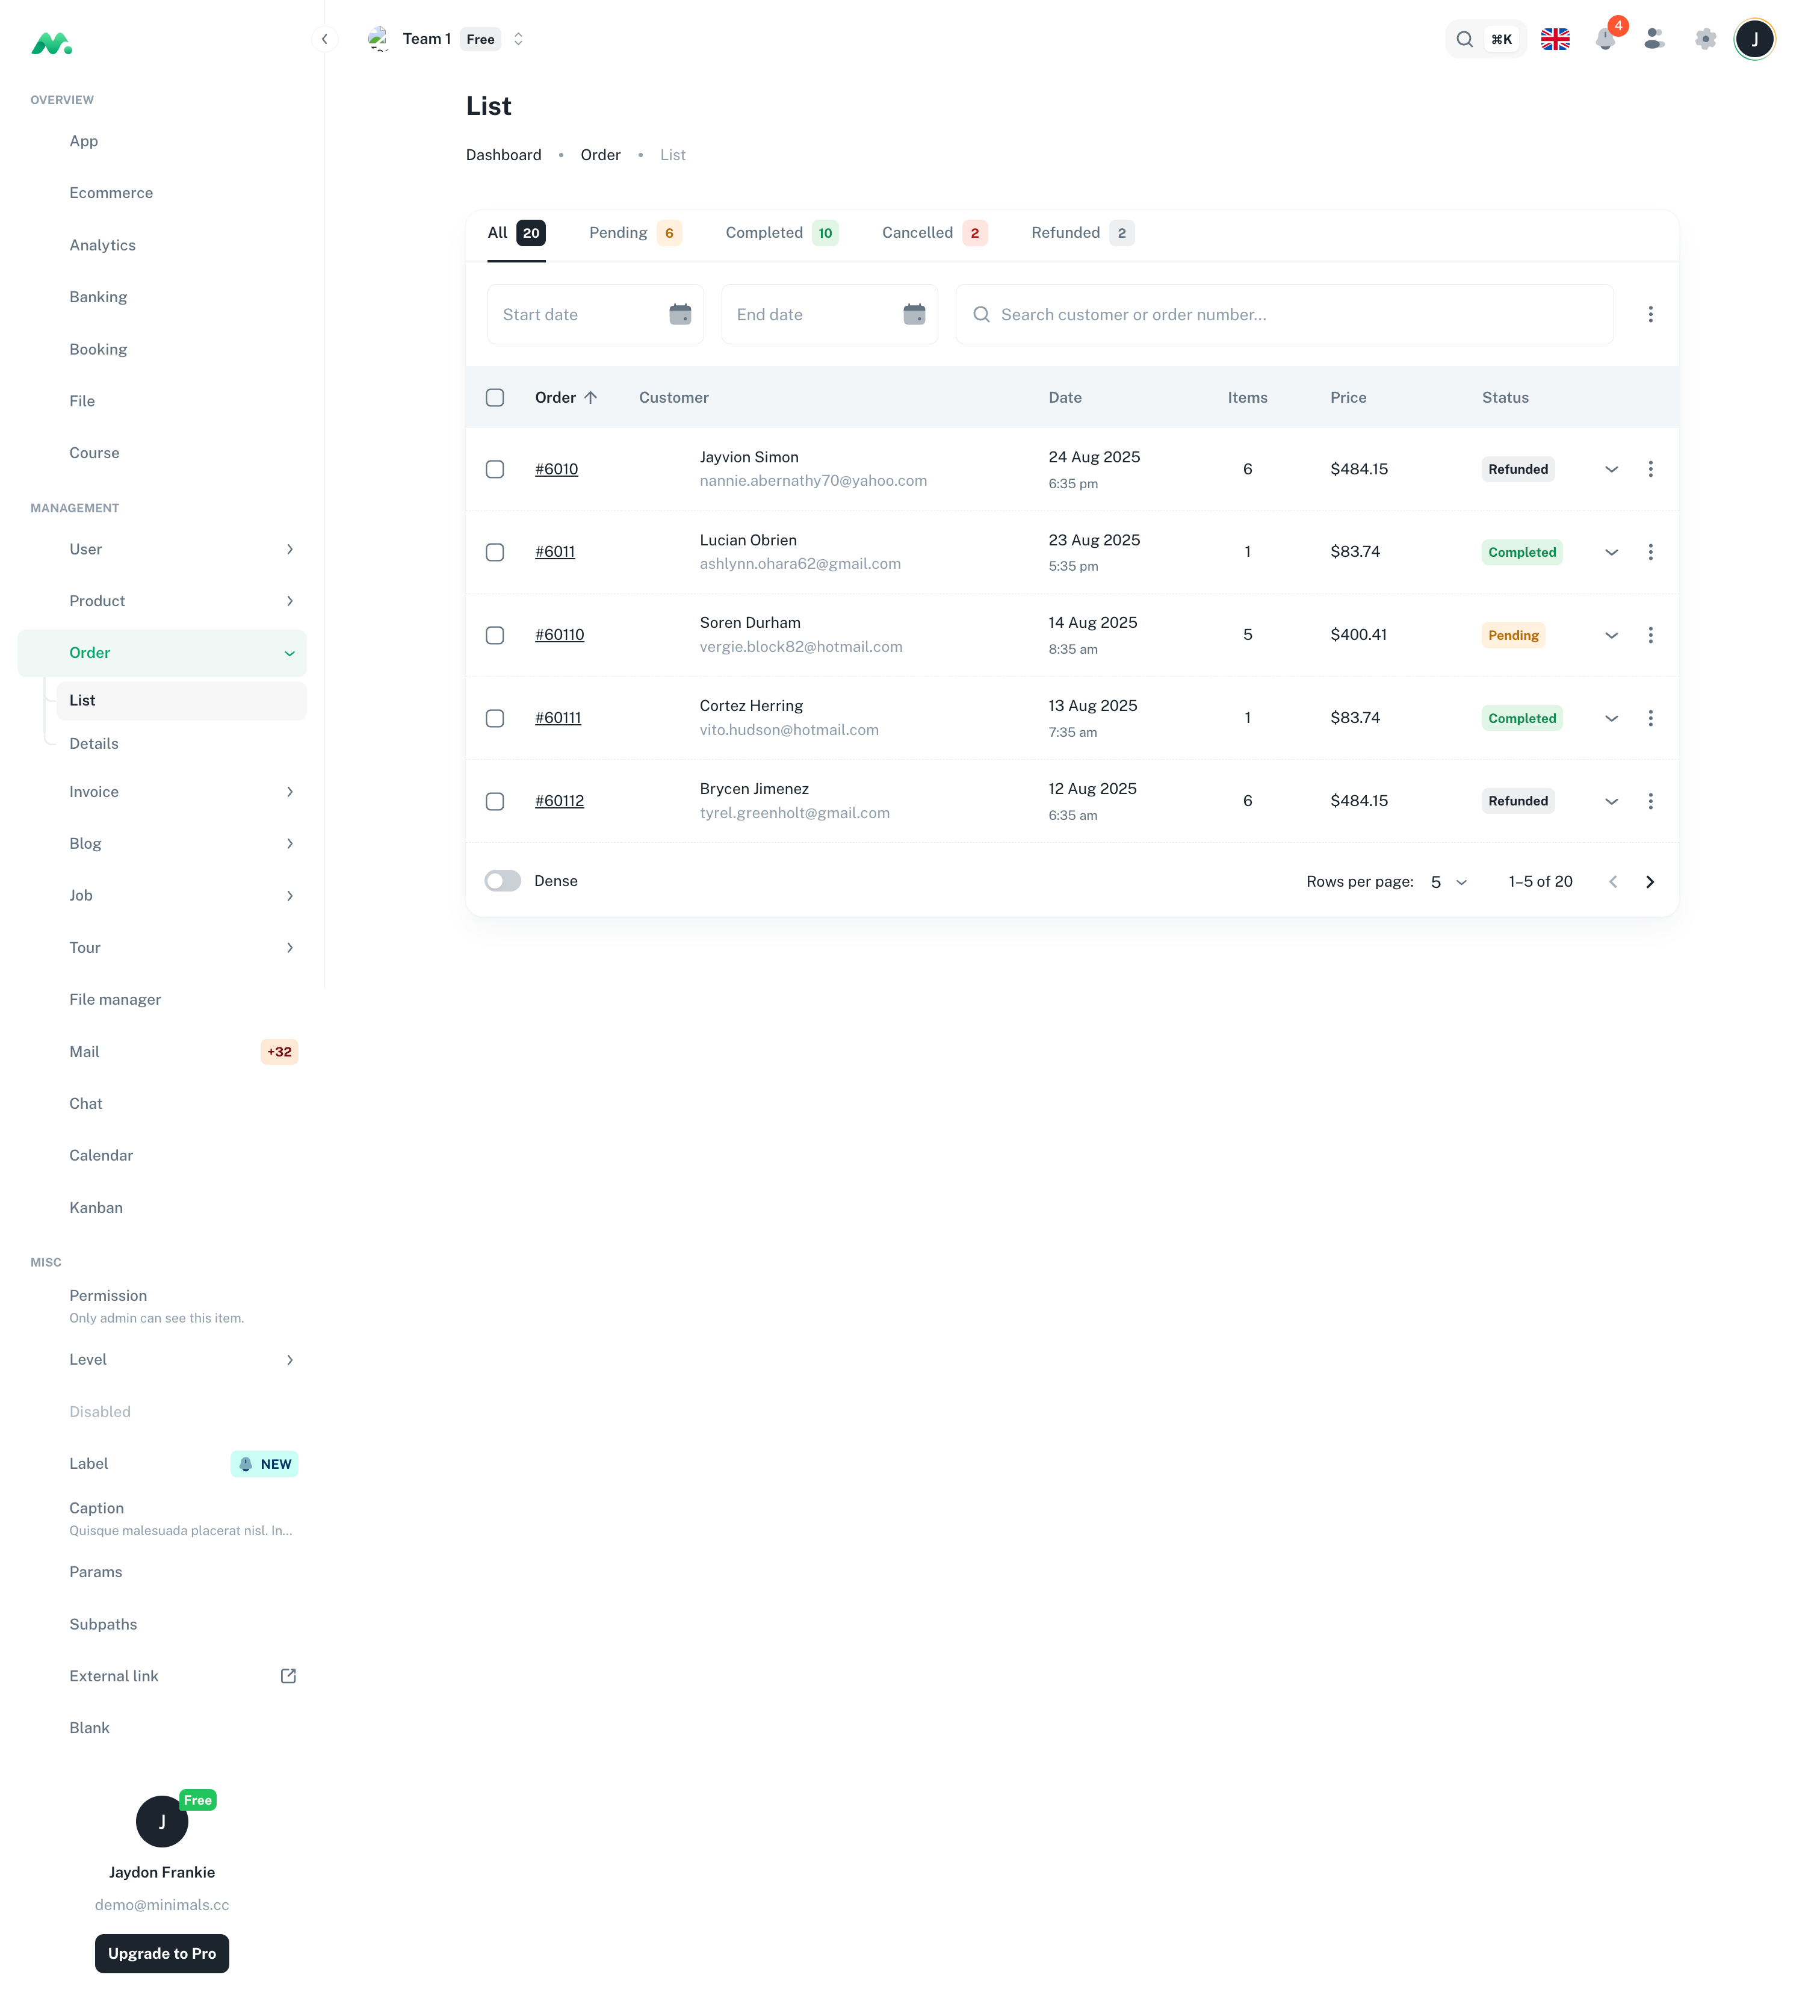 Team 1 Free
⌘K
4
J
OVERVIEW
App
Ecommerce
Analytics
Banking
Booking
File
Course
MANAGEMENT
User
Product
Order
List
Details
Invoice
Blog
Job
Tour
File manager
Mail +32
Chat
Calendar
Kanban
MISC
Permission
Only admin can see this item.
Level
Disabled
Label NEW
Caption
Quisque malesuada placerat nisl. In...
Params
Subpaths
External link
Blank
J
Free
Jaydon Frankie
demo@minimals.cc
Upgrade to Pro
List
Dashboard • Order • List
All 20 Pending 6 Completed 10 Cancelled 2 Refunded 2
Start date End date Search customer or order number...
Order Customer Date Items Price Status
#6010 Jayvion Simon 24 Aug 2025 6 $484.15 Refunded
nannie.abernathy70@yahoo.com 6:35 pm
#6011 Lucian Obrien 23 Aug 2025 1 $83.74 Completed
ashlynn.ohara62@gmail.com 5:35 pm
#60110 Soren Durham 14 Aug 2025 5 $400.41 Pending
vergie.block82@hotmail.com 8:35 am
#60111 Cortez Herring 13 Aug 2025 1 $83.74 Completed
vito.hudson@hotmail.com 7:35 am
#60112 Brycen Jimenez 12 Aug 2025 6 $484.15 Refunded
tyrel.greenholt@gmail.com 6:35 am
Dense Rows per page: 5 1–5 of 20